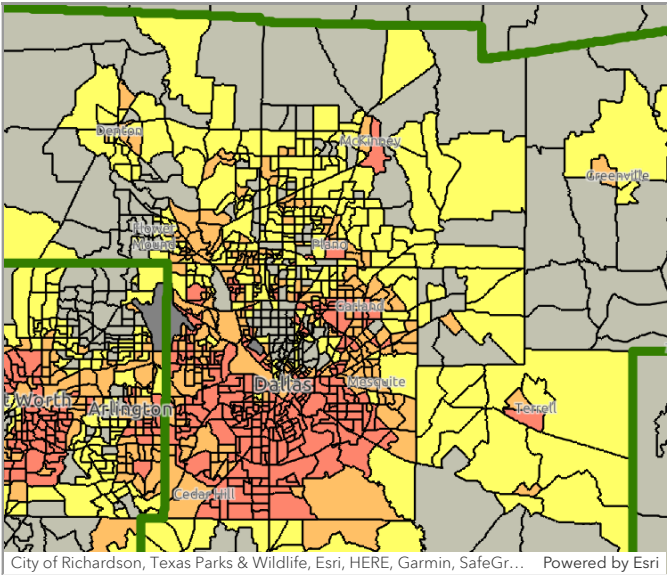 Denton
McKinney
Greenville
Flower
Mound
Plano
Garland
t Worth
Arlington
Dallas
Mesquite
Terrell
Cedar Hill
City of Richardson, Texas Parks & Wildlife, Esri, HERE, Garmin, SafeGr… Powered by Esri